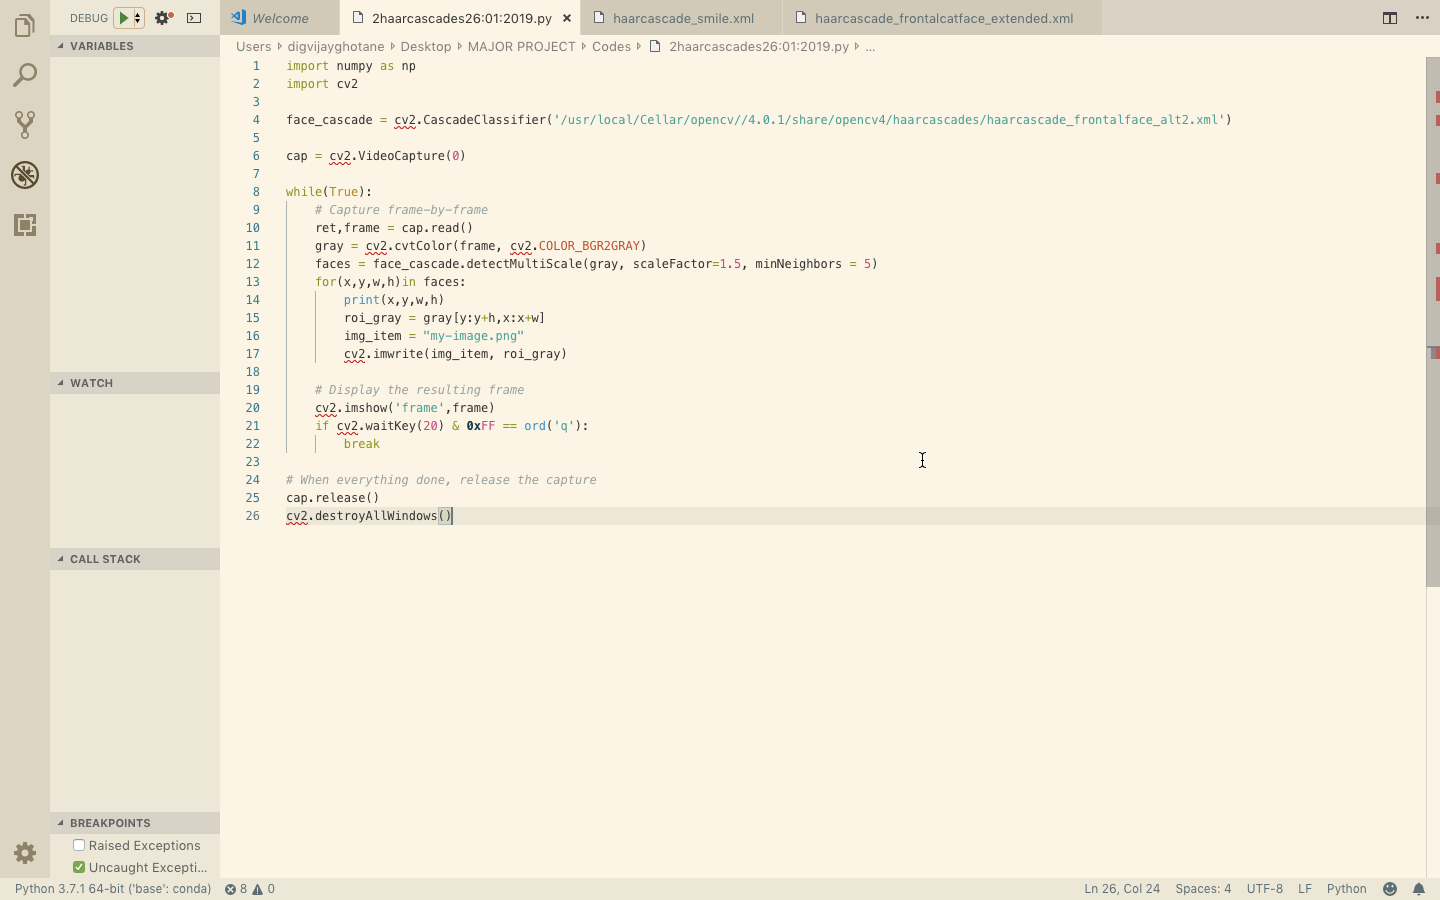 DEBUG
Welcome
2haarcascades26:01:2019.py
haarcascade_smile.xml
haarcascade_frontalcatface_extended.xml
VARIABLES
WATCH
CALL STACK
BREAKPOINTS
Raised Exceptions
Uncaught Excepti...
Users
digvijayghotane
Desktop
MAJOR PROJECT
Codes
2haarcascades26:01:2019.py
...
1 import numpy as np
2 import cv2
3
4 face_cascade = cv2.CascadeClassifier('/usr/local/Cellar/opencv//4.0.1/share/opencv4/haarcascades/haarcascade_frontalface_alt2.xml')
5
6 cap = cv2.VideoCapture(0)
7
8 while(True):
9     # Capture frame-by-frame
10     ret,frame = cap.read()
11     gray = cv2.cvtColor(frame, cv2.COLOR_BGR2GRAY)
12     faces = face_cascade.detectMultiScale(gray, scaleFactor=1.5, minNeighbors = 5)
13     for(x,y,w,h)in faces:
14         print(x,y,w,h)
15         roi_gray = gray[y:y+h,x:x+w]
16         img_item = "my-image.png"
17         cv2.imwrite(img_item, roi_gray)
18
19     # Display the resulting frame
20     cv2.imshow('frame',frame)
21     if cv2.waitKey(20) & 0xFF == ord('q'):
22         break
23
24 # When everything done, release the capture
25 cap.release()
26 cv2.destroyAllWindows()
Python 3.7.1 64-bit ('base': conda)
8
0
Ln 26, Col 24
Spaces: 4
UTF-8
LF
Python